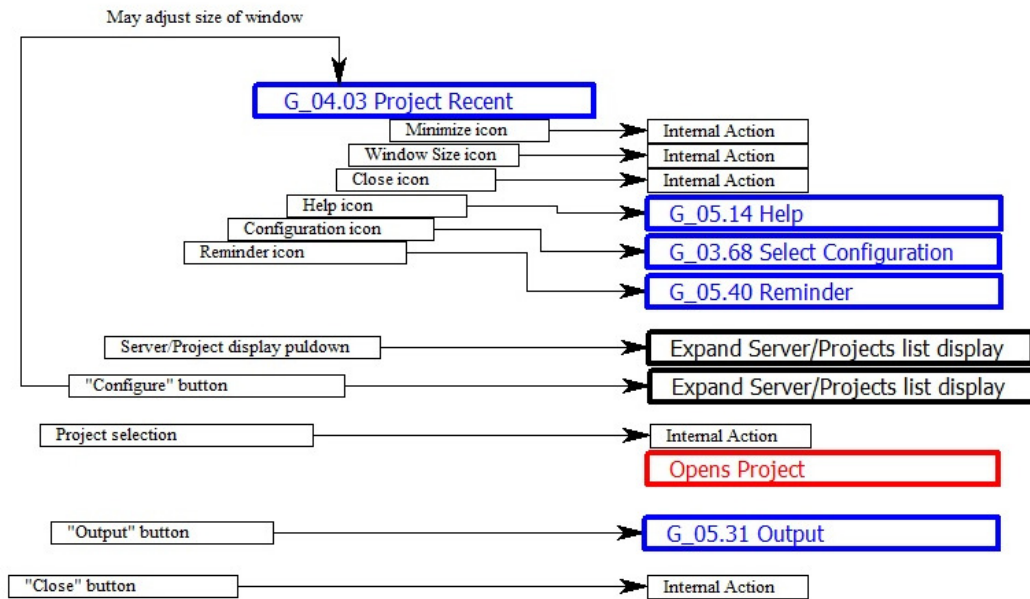 May adjust size of window
G_04.03 Project Recent
Minimize icon
Internal Action
Window Size icon
Internal Action
Close icon
Internal Action
Help icon
G_05.14 Help
Configuration icon
G_03.68 Select Configuration
Reminder icon
G_05.40 Reminder
Server/Project display puldown
Expand Server/Projects list display
"Configure" button
Expand Server/Projects list display
Project selection
Internal Action
Opens Project
"Output" button
G_05.31 Output
"Close" button
Internal Action